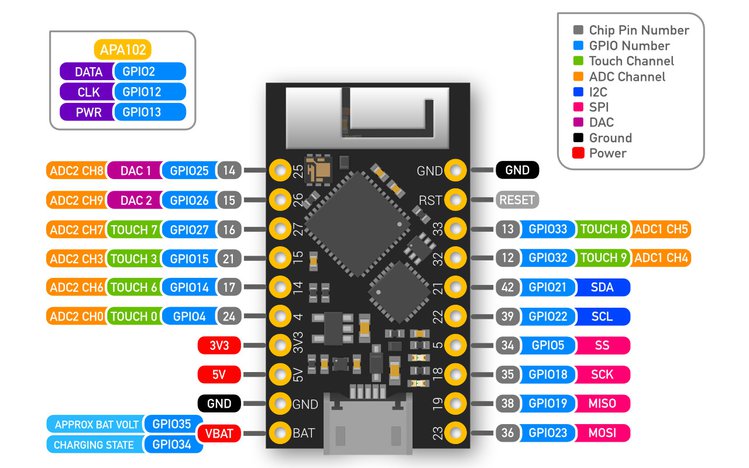 APA102
DATA GPIO2
CLK GPIO12
PWR GPIO13
Chip Pin Number
GPIO Number
Touch Channel
ADC Channel
I2C
SPI
DAC
Ground
Power
ADC2 CH8 DAC 1 GPIO25 14 25
ADC2 CH9 DAC 2 GPIO26 15 26
ADC2 CH7 TOUCH 7 GPIO27 16 27
ADC2 CH3 TOUCH 3 GPIO15 21 15
ADC2 CH6 TOUCH 6 GPIO14 17 14
ADC2 CH0 TOUCH 0 GPIO4 24 4
3V3 3V3
5V 5V
GND GND
APPROX BAT VOLT GPIO35
CHARGING STATE GPIO34
VBAT BAT
GND GND
RST RESET
33 13 GPIO33 TOUCH 8 ADC1 CH5
32 12 GPIO32 TOUCH 9 ADC1 CH4
21 42 GPIO21 SDA
22 39 GPIO22 SCL
5 34 GPIO5 SS
18 35 GPIO18 SCK
19 38 GPIO19 MISO
23 36 GPIO23 MOSI